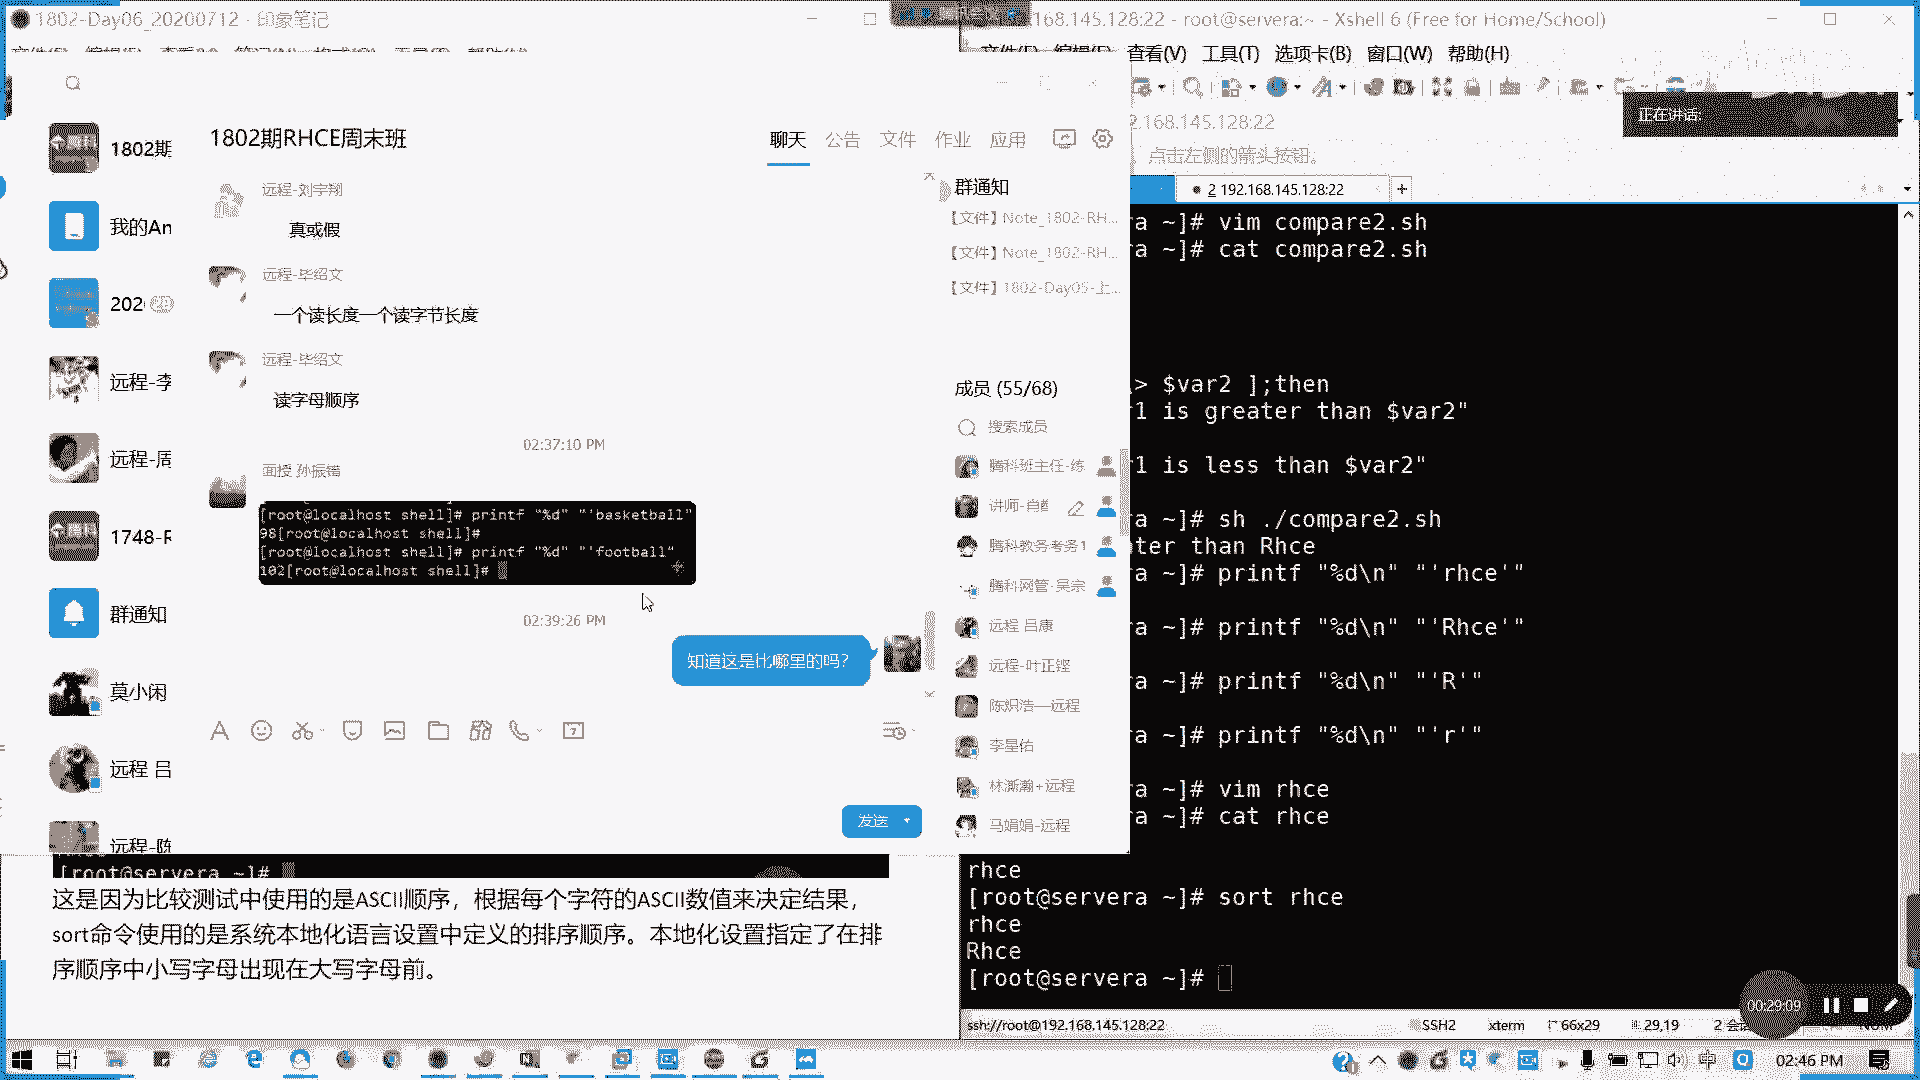 1802-Day06_20200712 - 印象笔记
168.145.128:22 - root@servera:~ - Xshell 6 (Free for Home/School)
查看(V) 工具(T) 选项卡(B) 窗口(W) 帮助(H)
2.168.145.128:22
正在讲话:
点击左侧的箭头按钮。
2 192.168.145.128:22
1802期RHCE周末班
聊天 公告 文件 作业 应用
1802期
我的An
202
远程-李
远程-周
1748-R
群通知
莫小闲
远程 吕
远程-陈
远程-刘宇翔
真或假
远程-毕绍文
一个读长度一个读字节长度
远程-毕绍文
读字母顺序
02:37:10 PM
[root@localhost shell]# printf "%d" "'basketball"
98[root@localhost shell]#
[root@localhost shell]# printf "%d" "'football"
102[root@localhost shell]#
02:39:26 PM
知道这是比哪里的吗？
发送
群通知
【文件】Note_1802-RH...
【文件】Note_1802-RH...
【文件】1802-Day05-上...
成员 (55/68)
搜索成员
腾科班主任-练
腾科教务考务1
腾科网管-吴宗
远程 吕康
远程-叶正铿
陈炽浩—远程
李星佑
林澌瀚+远程
马娟娟-远程
a ~]# vim compare2.sh
a ~]# cat compare2.sh
\> $var2 ];then
r1 is greater than $var2"
r1 is less than $var2"
a ~]# sh ./compare2.sh
ater than Rhce
a ~]# printf "%d\n" "'rhce'"
a ~]# printf "%d\n" "'Rhce'"
a ~]# printf "%d\n" "'R'"
a ~]# printf "%d\n" "'r'"
a ~]# vim rhce
a ~]# cat rhce
rhce
[root@servera ~]# sort rhce
rhce
Rhce
[root@servera ~]#
[root@servera ~]#
这是因为比较测试中使用的是ASCII顺序，根据每个字符的ASCII数值来决定结果，
sort命令使用的是系统本地化语言设置中定义的排序顺序。本地化设置指定了在排
序顺序中小写字母出现在大写字母前。
00:29:09
ssh://root@192.168.145.128:22 SSH2 xterm 66x29 29,19 2 会 NUM
中 02:46 PM